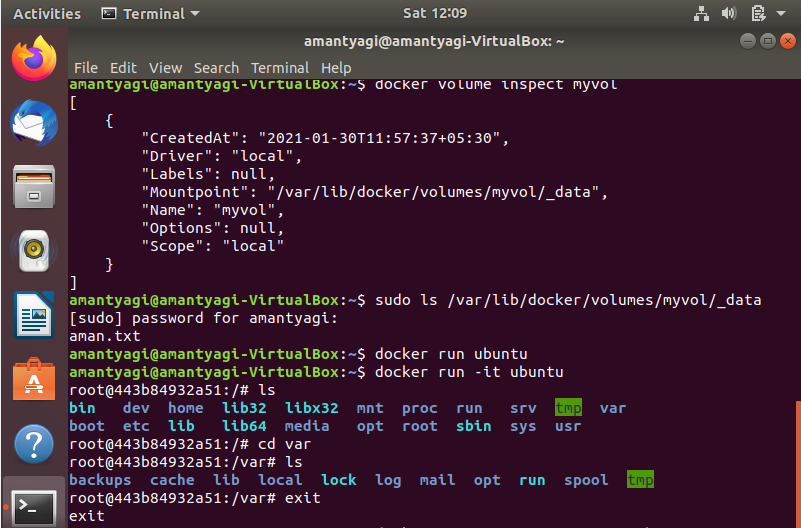 Activities Terminal Sat 12:09
amantyagi@amantyagi-VirtualBox: ~
File Edit View Search Terminal Help
amantyagi@amantyagi-VirtualBox:~$ docker volume inspect myvol
[
    {
        "CreatedAt": "2021-01-30T11:57:37+05:30",
        "Driver": "local",
        "Labels": null,
        "Mountpoint": "/var/lib/docker/volumes/myvol/_data",
        "Name": "myvol",
        "Options": null,
        "Scope": "local"
    }
]
amantyagi@amantyagi-VirtualBox:~$ sudo ls /var/lib/docker/volumes/myvol/_data
[sudo] password for amantyagi:
aman.txt
amantyagi@amantyagi-VirtualBox:~$ docker run ubuntu
amantyagi@amantyagi-VirtualBox:~$ docker run -it ubuntu
root@443b84932a51:/# ls
bin dev home lib32 libx32 mnt proc run srv tmp var
boot etc lib lib64 media opt root sbin sys usr
root@443b84932a51:/# cd var
root@443b84932a51:/var# ls
backups cache lib local lock log mail opt run spool tmp
root@443b84932a51:/var# exit
exit